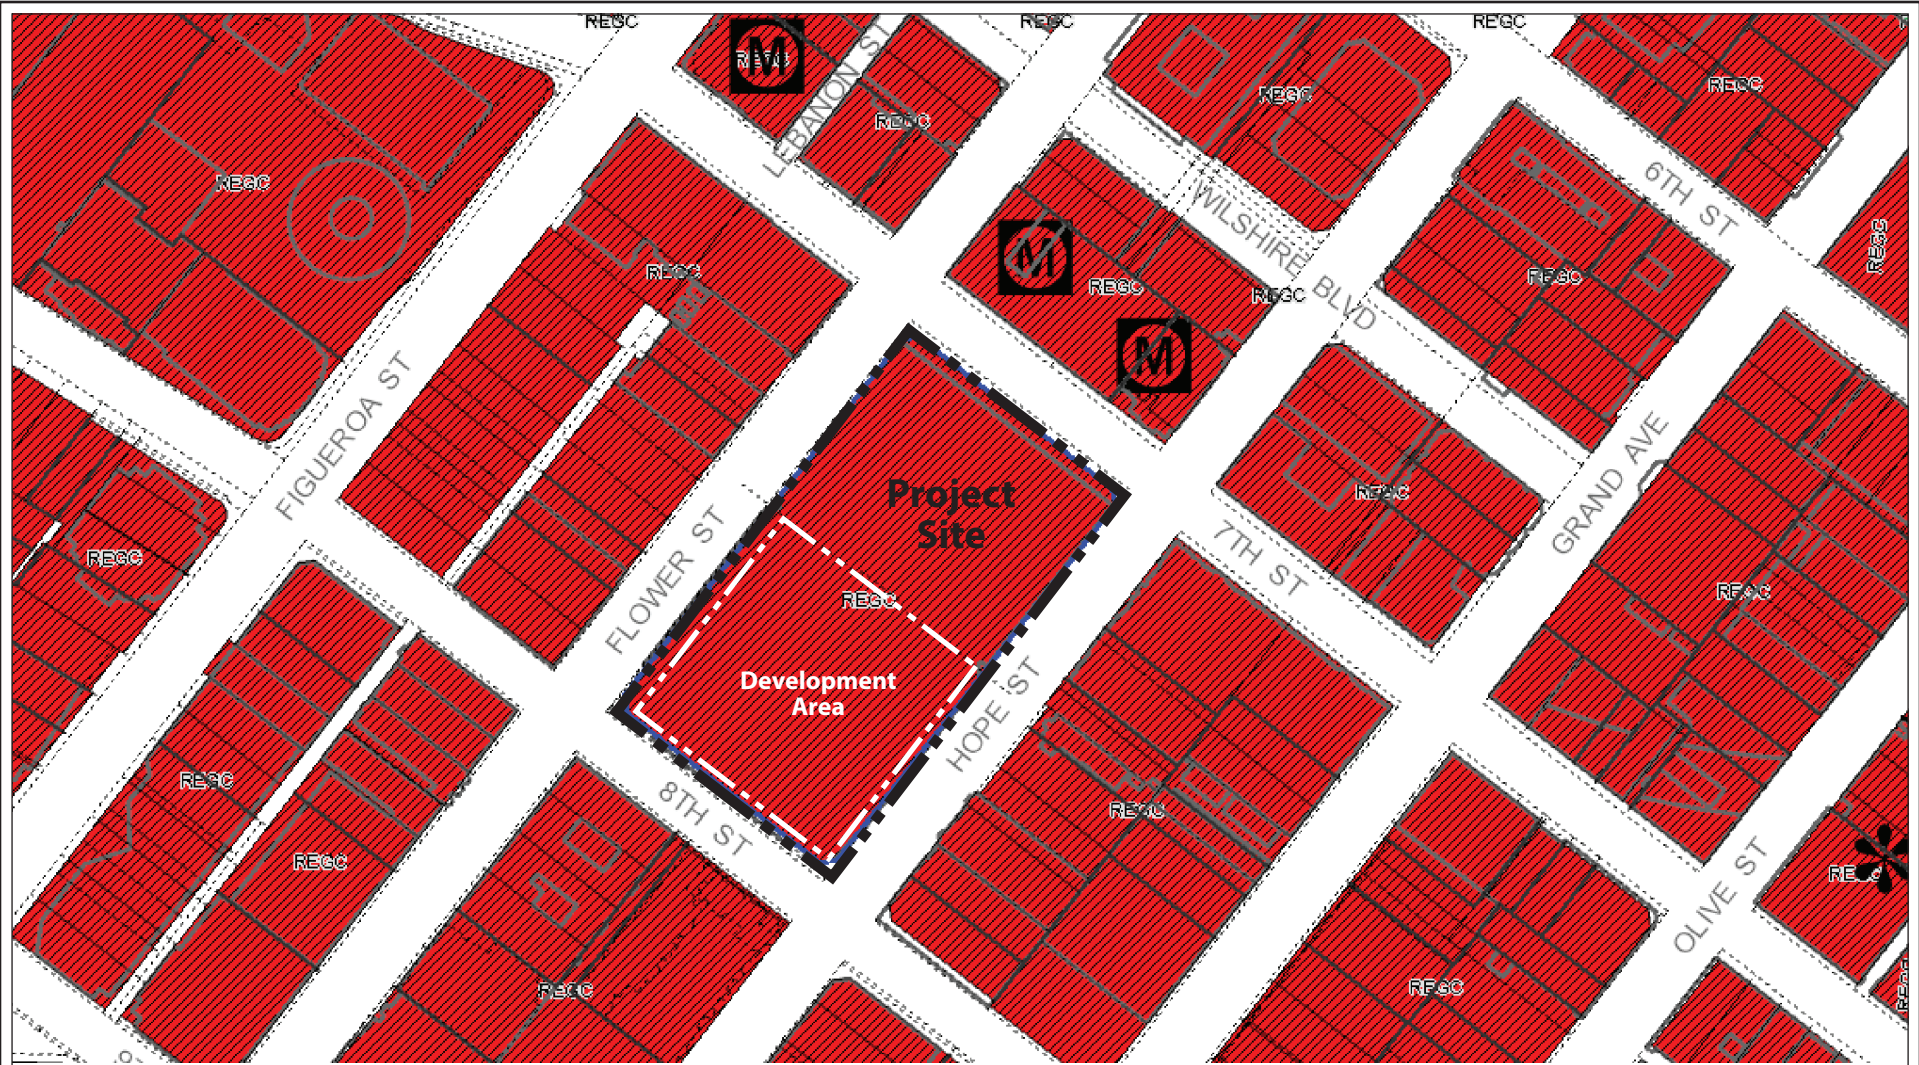 REGC
REGC
REGC
M
REGC
LEBANON ST
REGC
REGC
REGC
REGC
6TH ST
WILSHIRE BLVD
REGC
M
REGC
REGC
REGC
REGC
M
FIGUEROA ST
GRAND AVE
Project
Site
REGC
7TH ST
FLOWER ST
REGC
REGC
REGC
Development
Area
HOPE ST
REGC
8TH ST
REGC
REGC
OLIVE ST
REGC
REGC
REGC